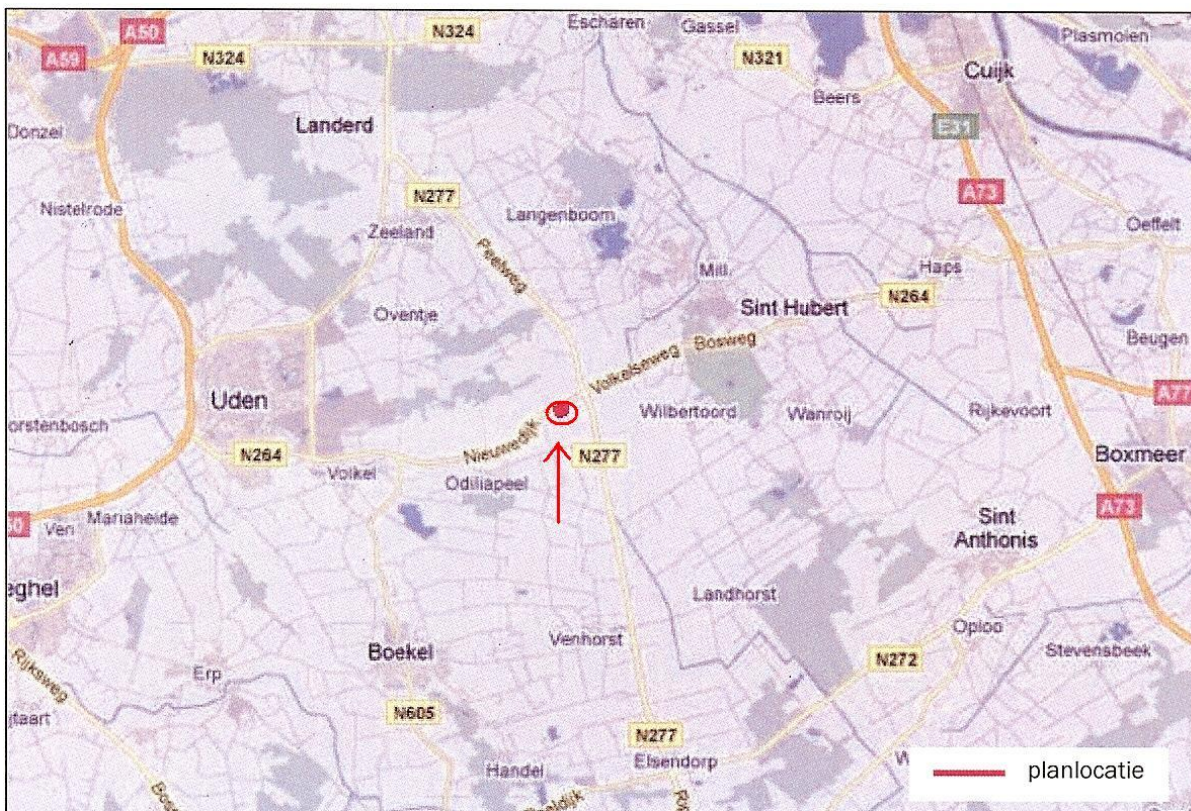 A50
N324
Escharen
Gassel
Plasmolen
A59
N324
N321
Cuijk
Beers
Donzel
Landerd
E31
N277
A73
Nistelrode
Langenboom
Zeeland
Oeffelt
Peelweg
Mill
Haps
Sint Hubert
N264
Oventje
Volkelseweg
Bosweg
Beugen
Uden
A77
Wilbertoord
Wanroij
Rijkevoort
Nieuwedijk
N264
Volkel
N277
Boxmeer
Odiliapeel
A73
Mariaheide
Sint
Anthonis
eghel
Landhorst
Oploo
Venhorst
Boekel
Stevensbeek
N272
Erp
Rijksweg
N605
jtaart
N277
Elsendorp
Handel
planlocatie